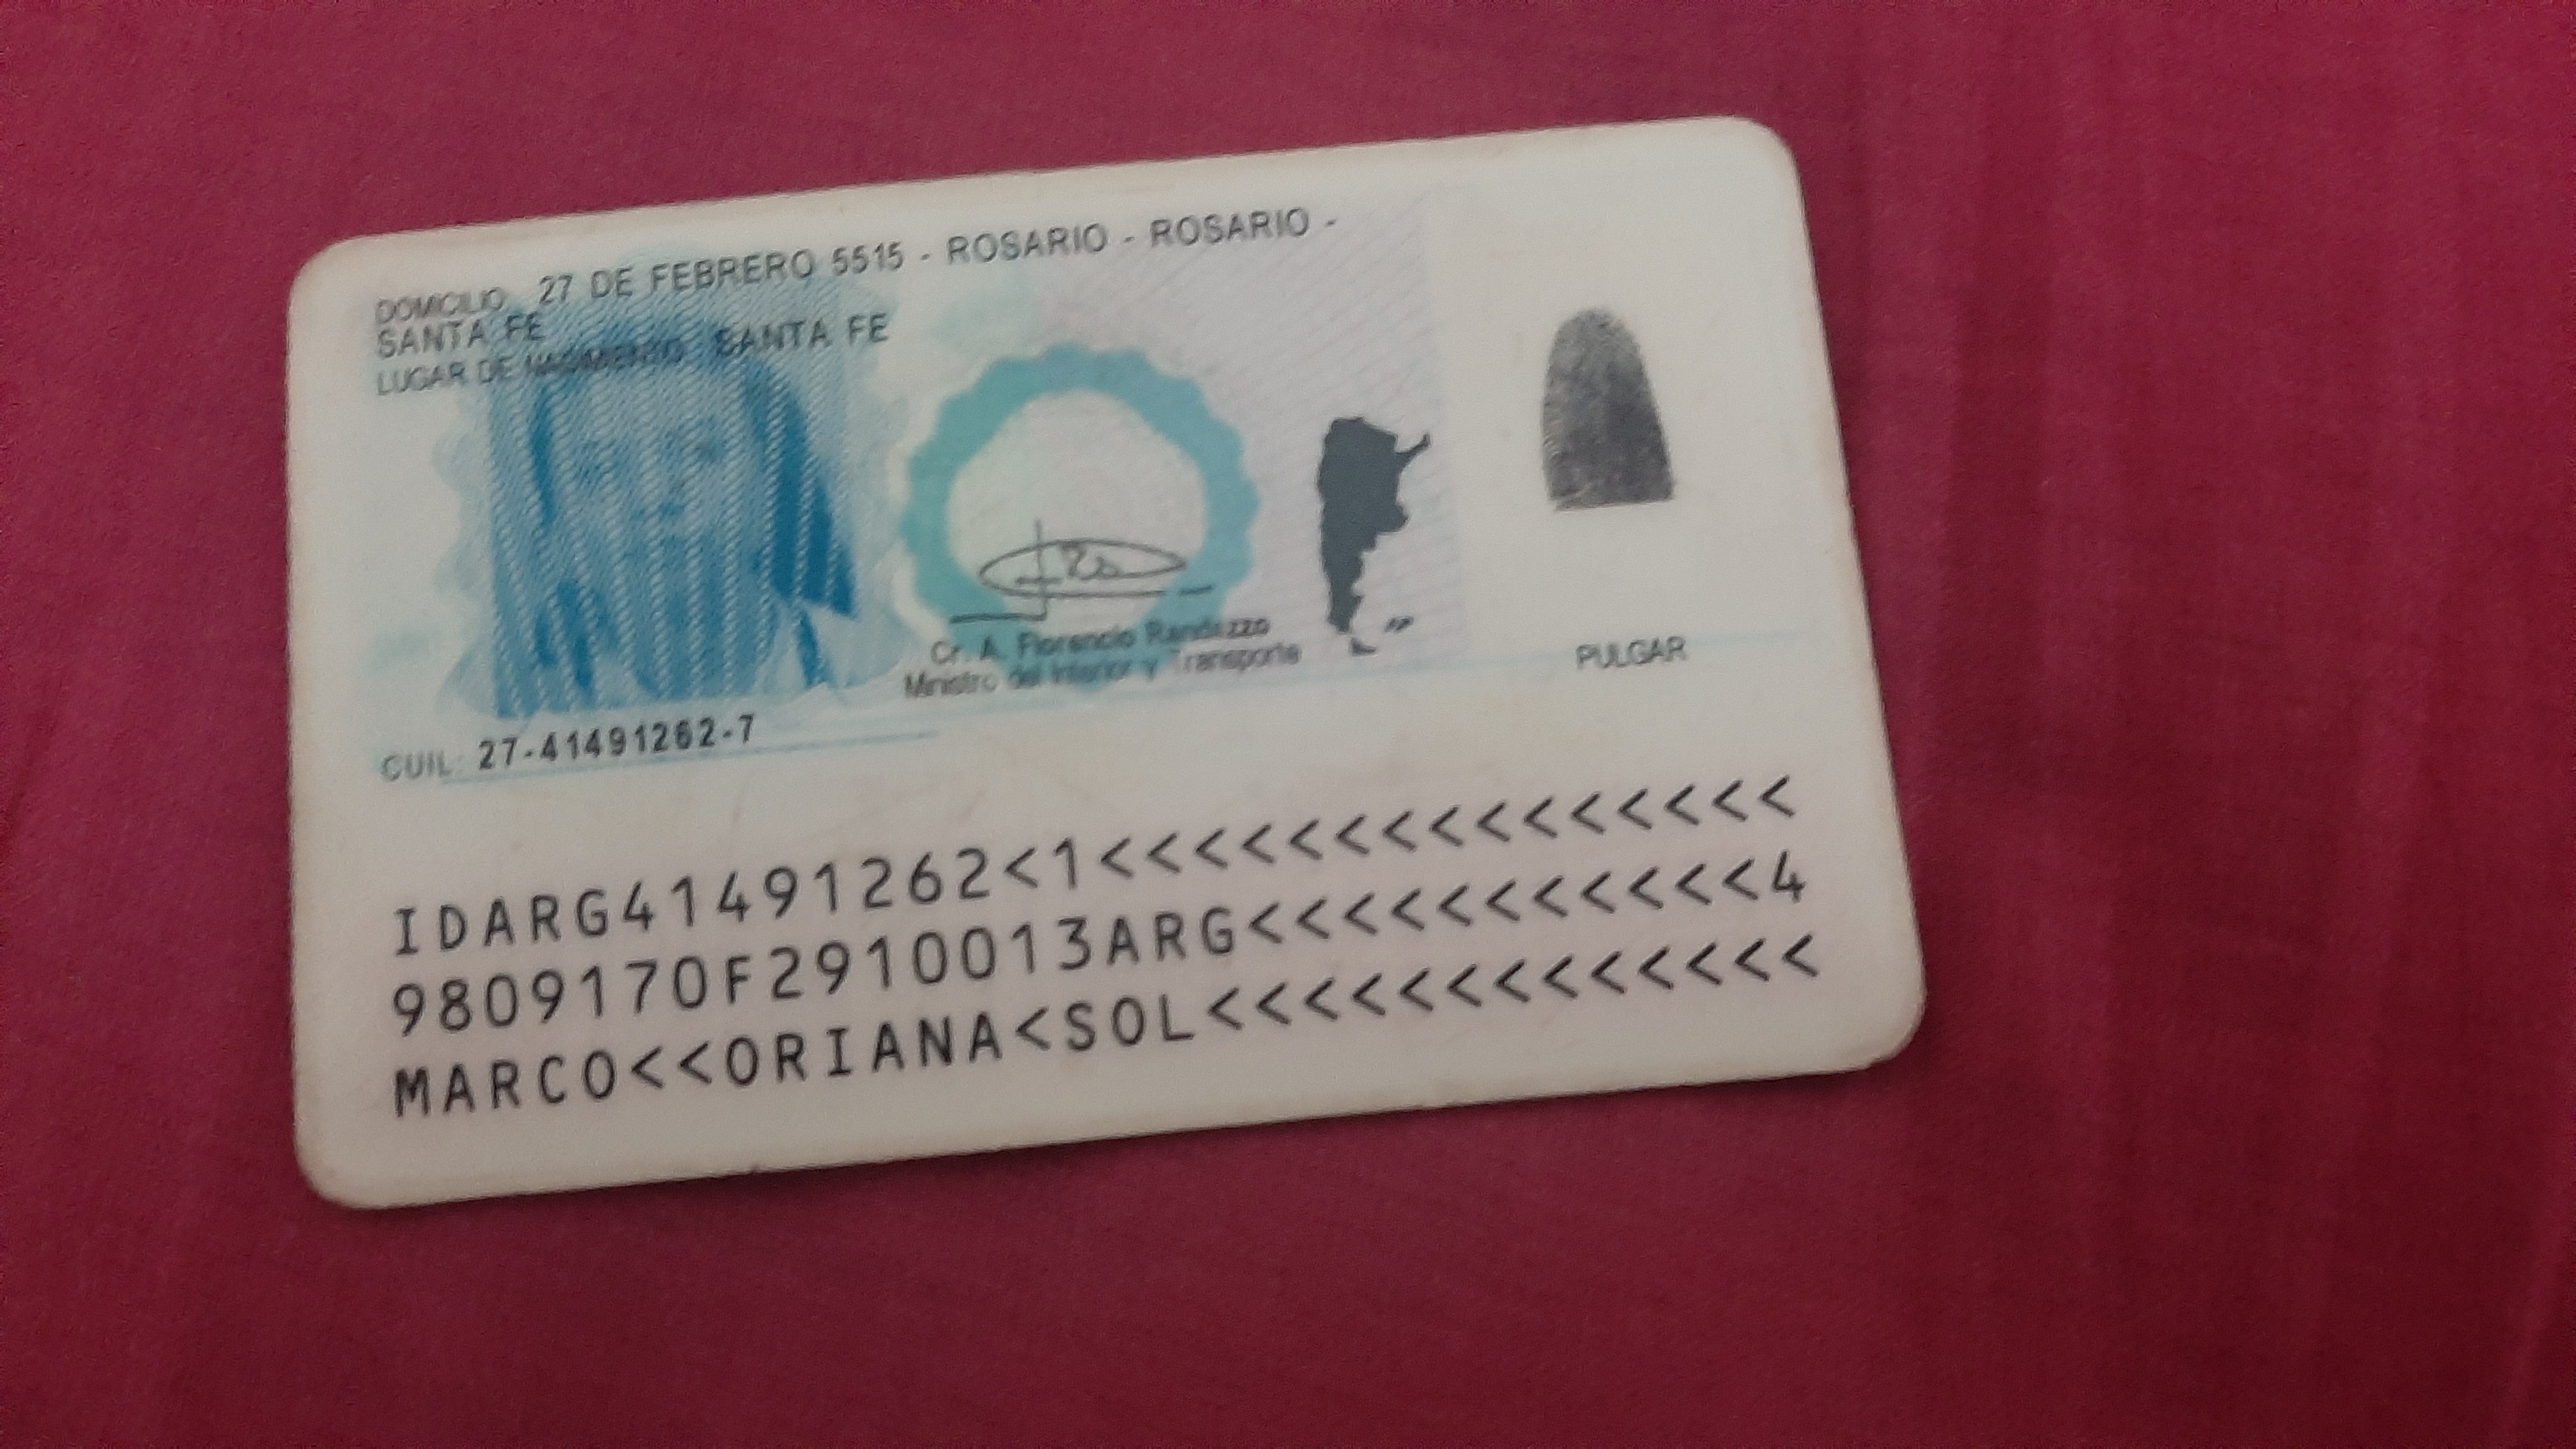 DOMICILIO 27 DE FEBRERO 5515 - ROSARIO - ROSARIO -
SANTA FE
LUGAR DE NACIMIENTO SANTA FE
Cr. A. Florencio Randazzo
Ministro del Interior y Transporte
PULGAR
CUIL: 27-41491262-7
IDARG41491262<1<<<<<<<<<<<<<<<
9809170F2910013ARG<<<<<<<<<<<4
MARCO<<ORIANA<SOL<<<<<<<<<<<<<